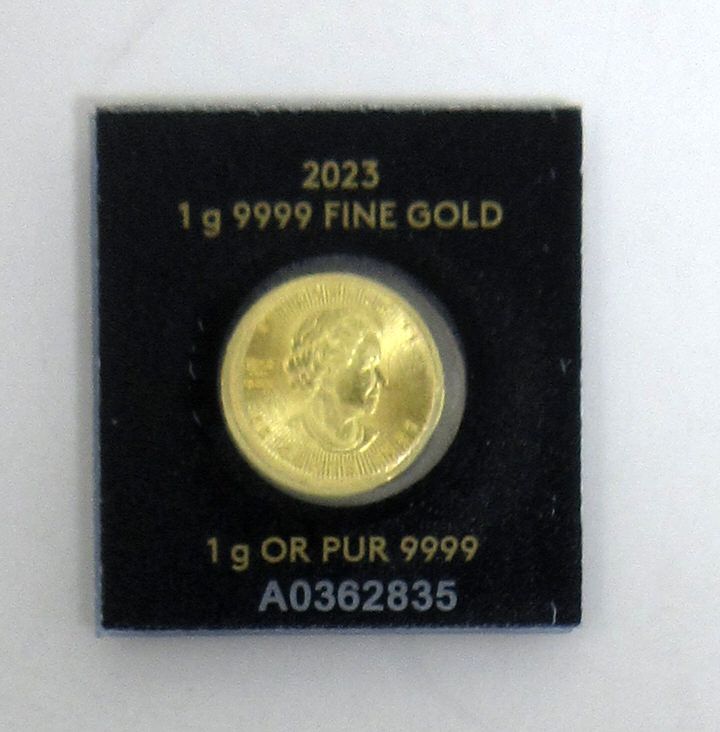 2023
1 g 9999 FINE GOLD
1 g OR PUR 9999
A0362835